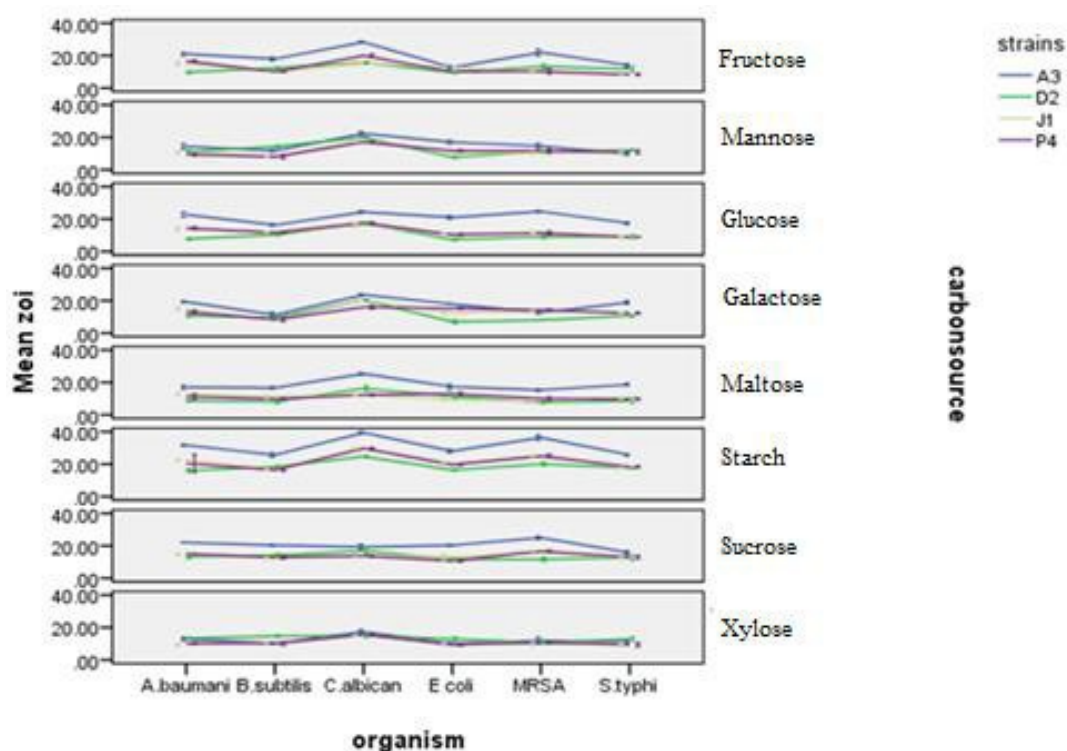 40.00
20.00
.00
Fructose
40.00
20.00
.00
Mannose
40.00
20.00
.00
Glucose
40.00
20.00
.00
Galactose
40.00
20.00
.00
Maltose
40.00
20.00
.00
Starch
40.00
20.00
.00
Sucrose
40.00
20.00
.00
Xylose
Mean zoi
A.baumani B.subtilis C.albican E coli MRSA S.typhi
organism
strains
A3
D2
J1
P4
carbonsource